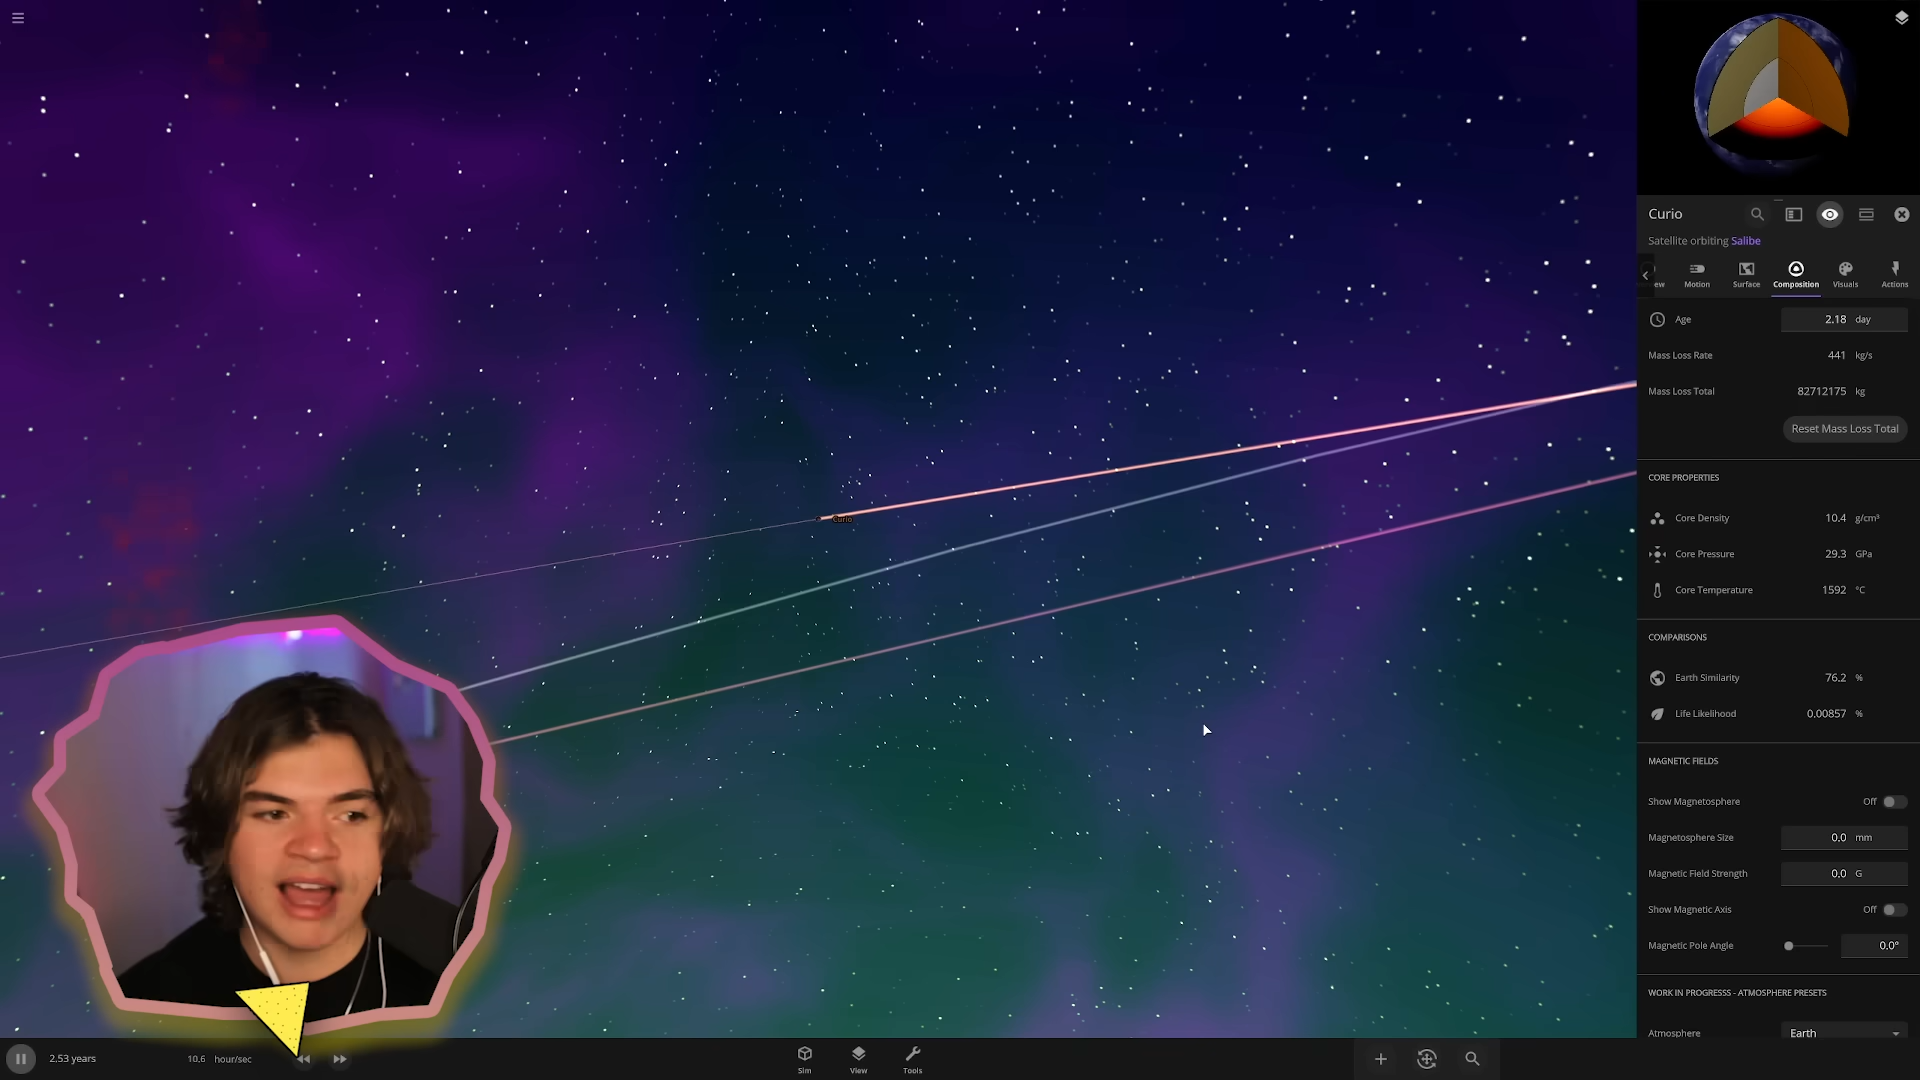 Curio
Satellite orbiting Salibe
Motion
Surface
Composition
Visuals
Actions
Age 2.18 day
Mass Loss Rate 441 kg/s
Mass Loss Total 82712175 kg
Reset Mass Loss Total
CORE PROPERTIES
Core Density 10.4 g/cm³
Core Pressure 29.3 GPa
Core Temperature 1592 °C
COMPARISONS
Earth Similarity 76.2 %
Life Likelihood 0.00857 %
MAGNETIC FIELDS
Show Magnetosphere Off
Magnetosphere Size 0.0 mm
Magnetic Field Strength 0.0 G
Show Magnetic Axis Off
Magnetic Pole Angle 0.0°
WORK IN PROGRESSS - ATMOSPHERE PRESETS
Atmosphere Earth
Curio
2.53 years
10.6 hour/sec
Sim
View
Tools